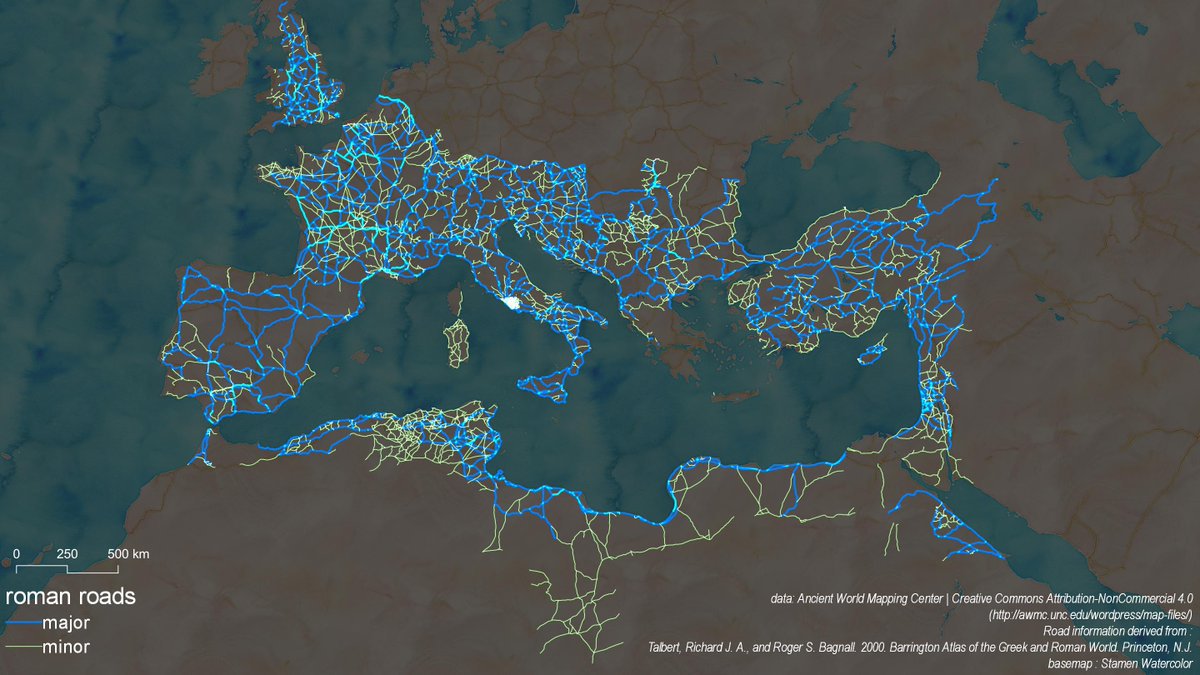 0 250 500 km
roman roads
major
minor
data: Ancient World Mapping Center | Creative Commons Attribution-NonCommercial 4.0
(http://awmc.unc.edu/wordpress/map-files/)
Road information derived from :
Talbert, Richard J. A., and Roger S. Bagnall. 2000. Barrington Atlas of the Greek and Roman World. Princeton, N.J.
basemap : Stamen Watercolor